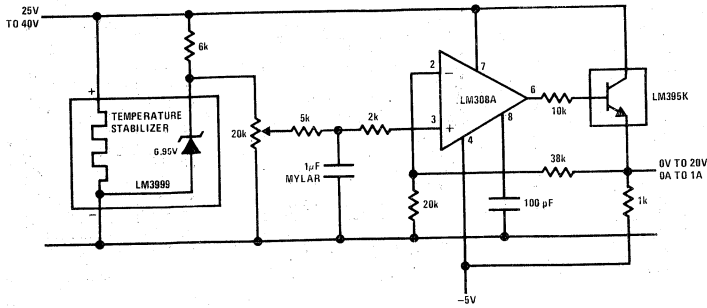 25V
TO 40V
6k
+
TEMPERATURE
STABILIZER
6.95V
LM3999
−
20k
5k
1μF
MYLAR
2k
2
−
3
+
7
LM308A
6
8
4
10k
LM395K
38k
20k
100 pF
0V TO 20V
0A TO 1A
1k
−5V